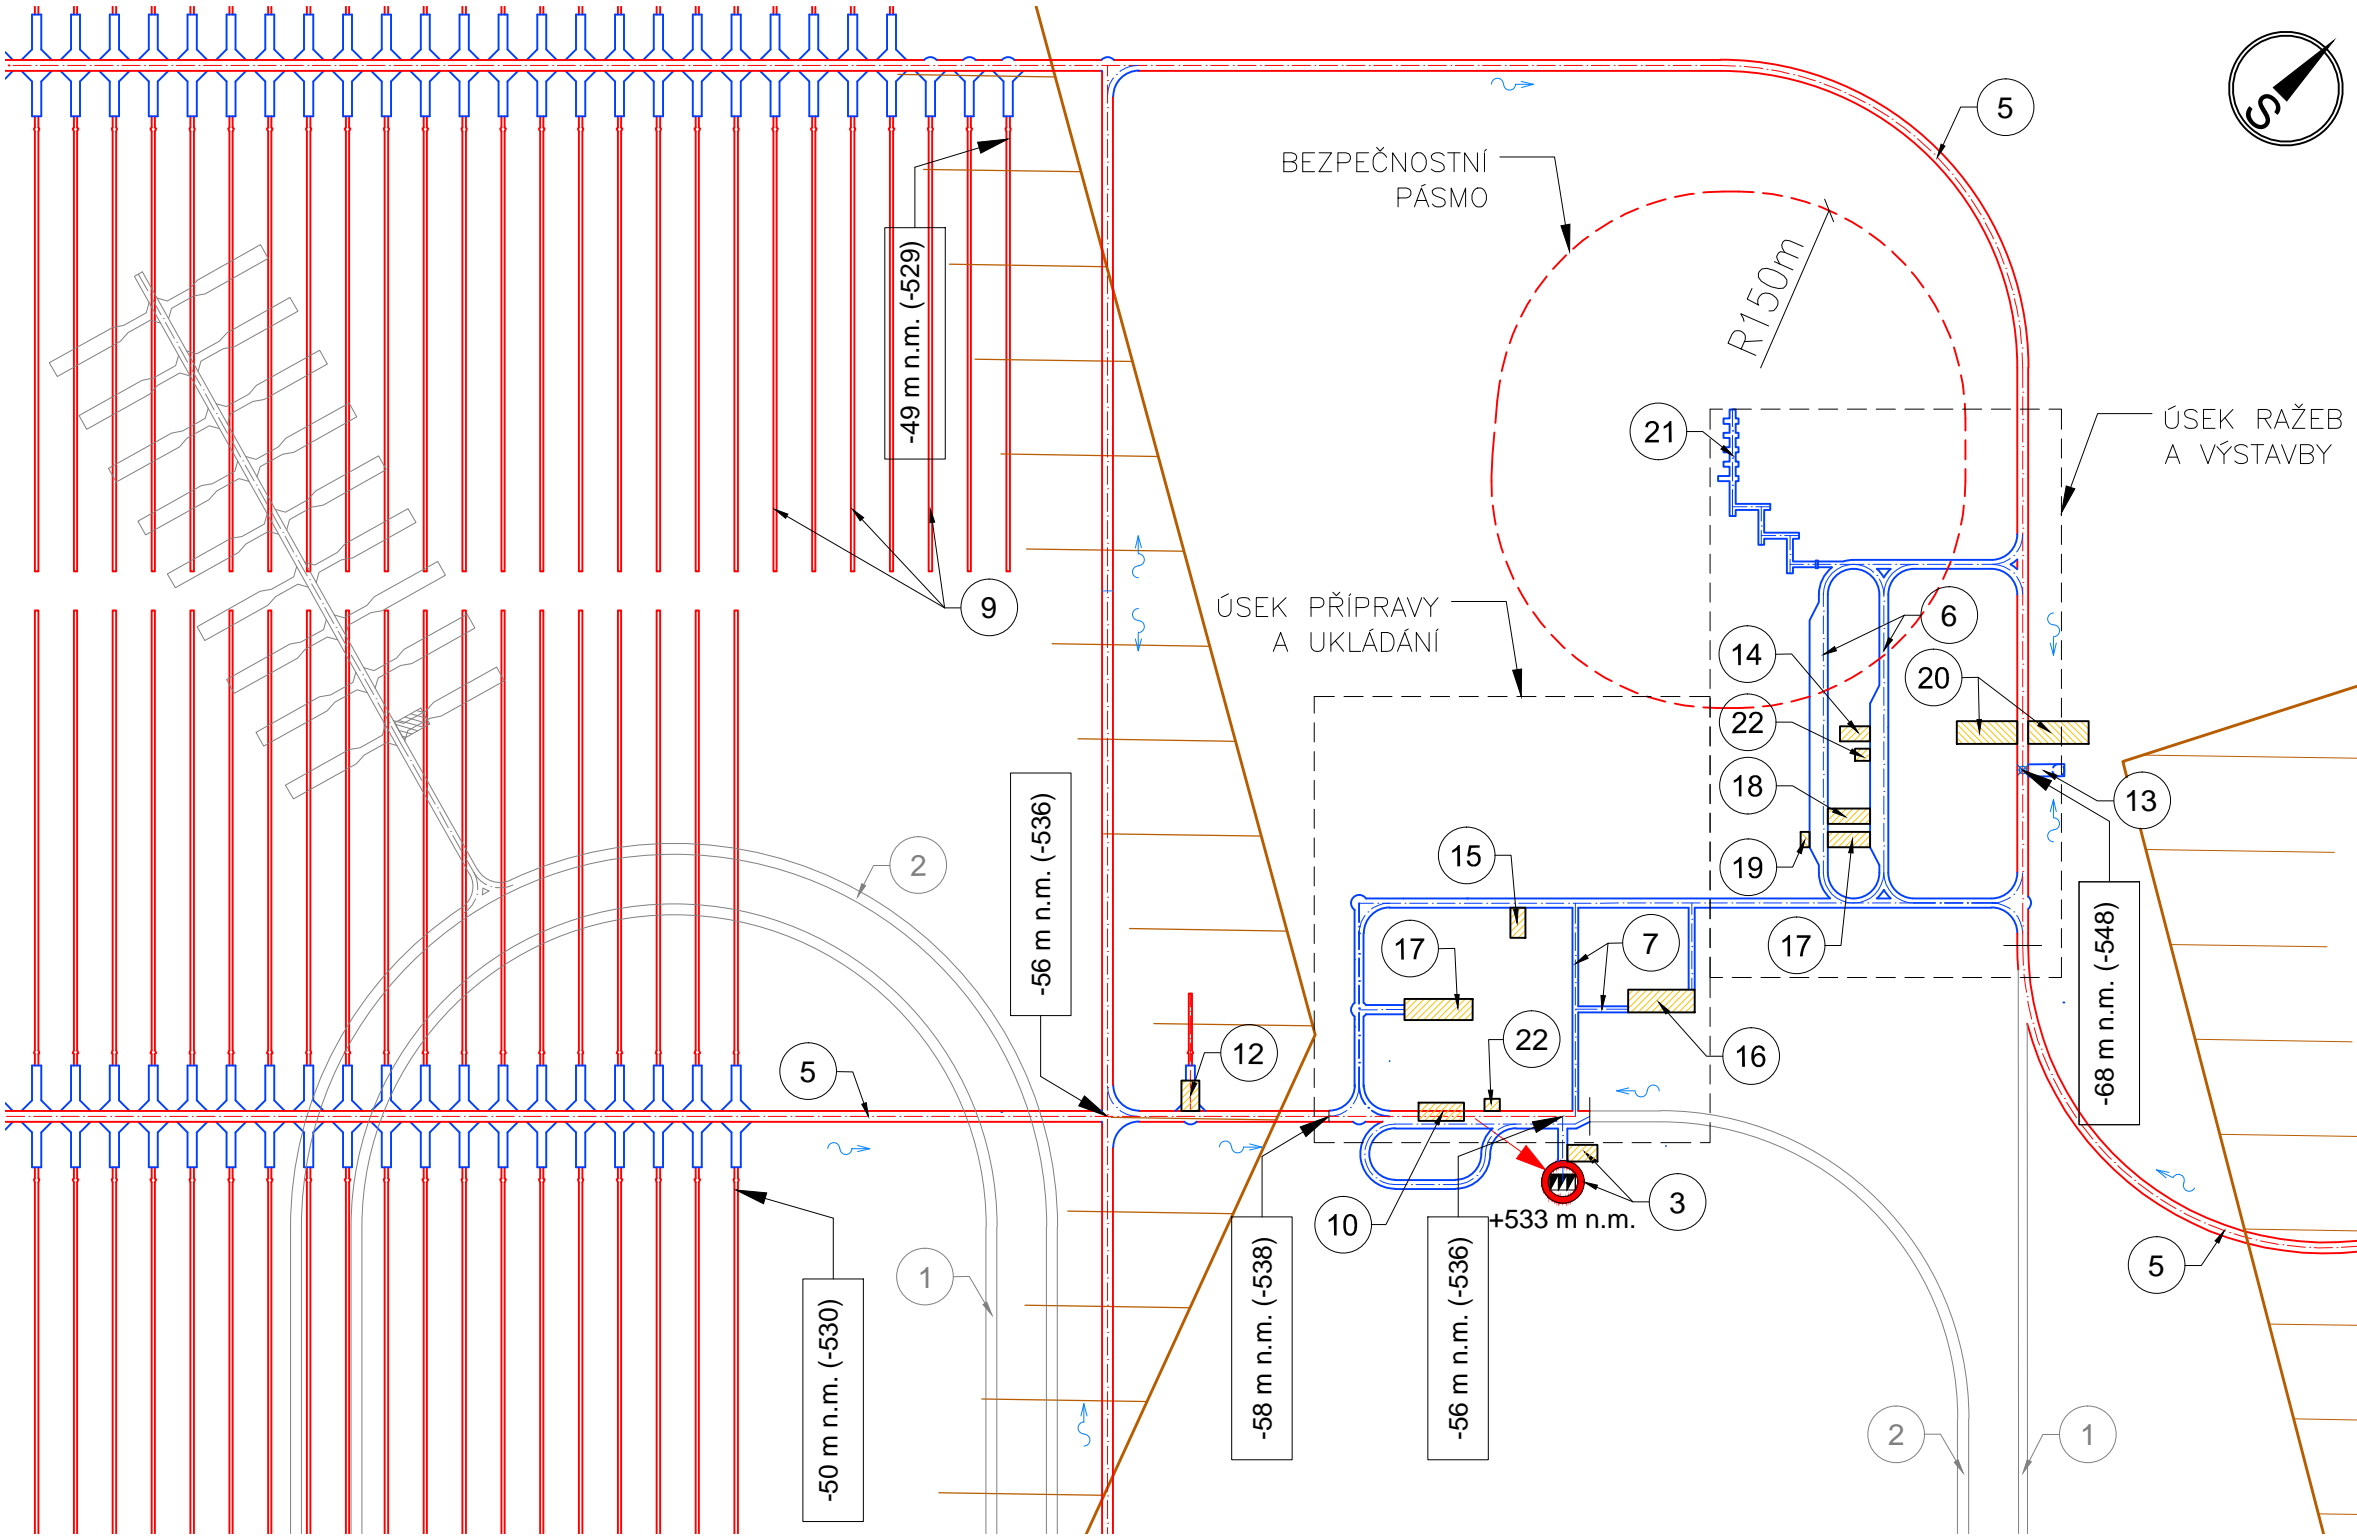 S
5
BEZPEČNOSTNÍ
PÁSMO
R150m
-49 m n.m. (-529)
21
ÚSEK RAŽEB
A VÝSTAVBY
9
ÚSEK PŘÍPRAVY
A UKLÁDÁNÍ
6
14
20
22
18
13
-56 m n.m. (-536)
2
15
19
17
17
7
-68 m n.m. (-548)
22
16
12
5
10
3
+533 m n.m.
-58 m n.m. (-538)
-56 m n.m. (-536)
5
1
-50 m n.m. (-530)
2
1